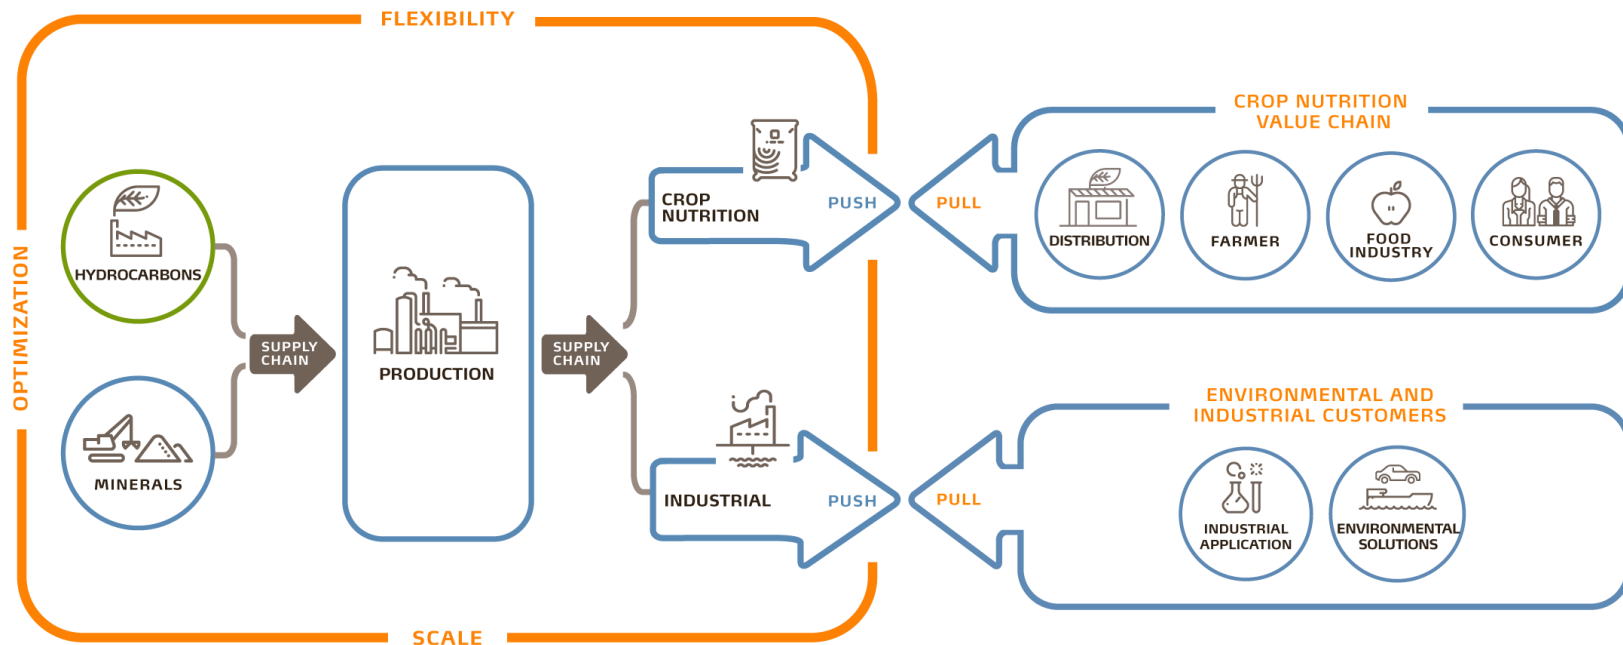 FLEXIBILITY
OPTIMIZATION
HYDROCARBONS
MINERALS
SUPPLY
CHAIN
PRODUCTION
SUPPLY
CHAIN
CROP
NUTRITION
PUSH
PULL
CROP NUTRITION
VALUE CHAIN
DISTRIBUTION
FARMER
FOOD
INDUSTRY
CONSUMER
INDUSTRIAL
PUSH
PULL
ENVIRONMENTAL AND
INDUSTRIAL CUSTOMERS
INDUSTRIAL
APPLICATION
ENVIRONMENTAL
SOLUTIONS
SCALE